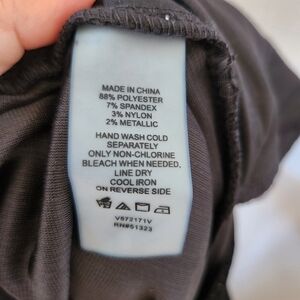 MADE IN CHINA
88% POLYESTER
7% SPANDEX
3% NYLON
2% METALLIC
HAND WASH COLD
SEPARATELY
ONLY NON-CHLORINE
BLEACH WHEN NEEDED,
LINE DRY
COOL IRON
ON REVERSE SIDE
V872171V
RN#51323